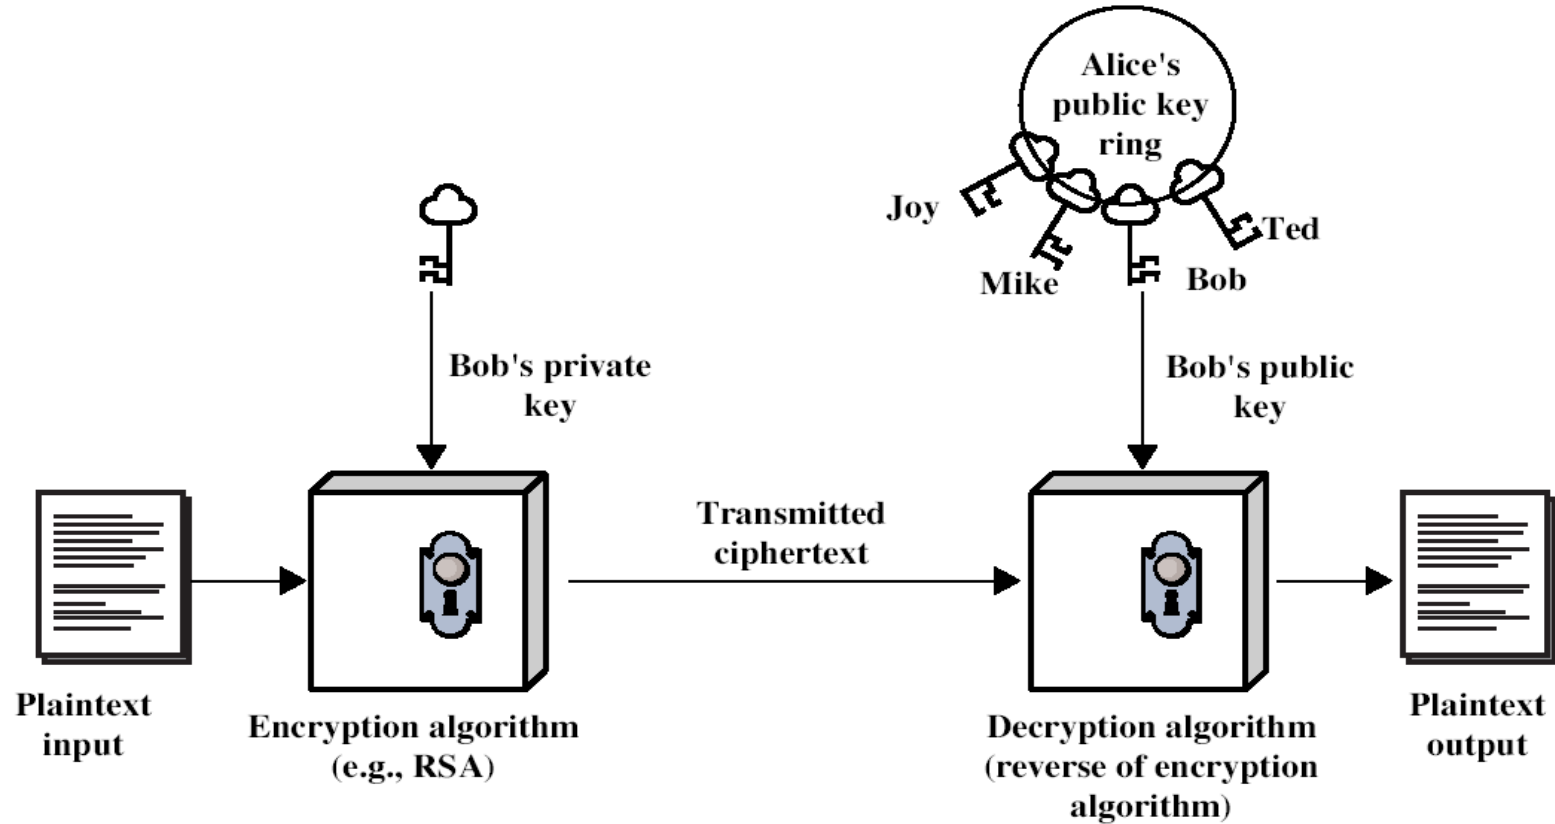 Alice's
public key
ring
Joy
Mike
Bob
Ted
Bob's private
key
Bob's public
key
Transmitted
ciphertext
Plaintext
input
Encryption algorithm
(e.g., RSA)
Decryption algorithm
(reverse of encryption
algorithm)
Plaintext
output